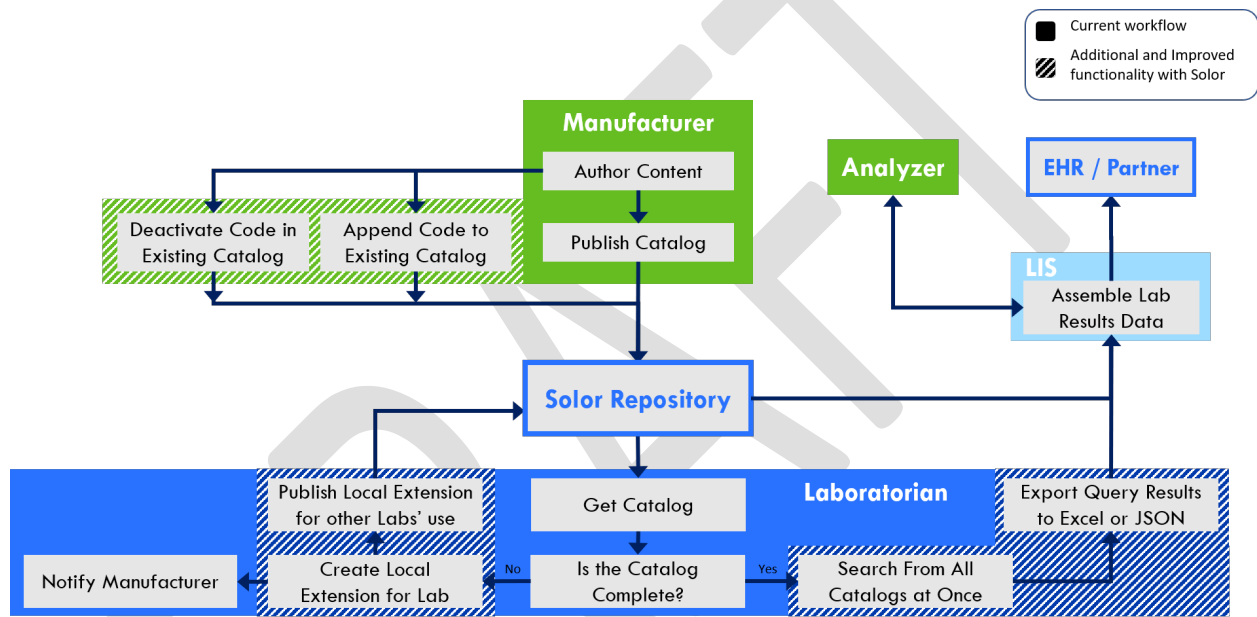 Current workflow
Additional and Improved
functionality with Solor
Manufacturer
Author Content
Deactivate Code in
Existing Catalog
Append Code to
Existing Catalog
Publish Catalog
Analyzer
EHR / Partner
LIS
Assemble Lab
Results Data
Solor Repository
Laboratorian
Publish Local Extension
for other Labs' use
Get Catalog
Export Query Results
to Excel or JSON
Notify Manufacturer
Create Local
Extension for Lab
No
Is the Catalog
Complete?
Yes
Search From All
Catalogs at Once
DRAFT